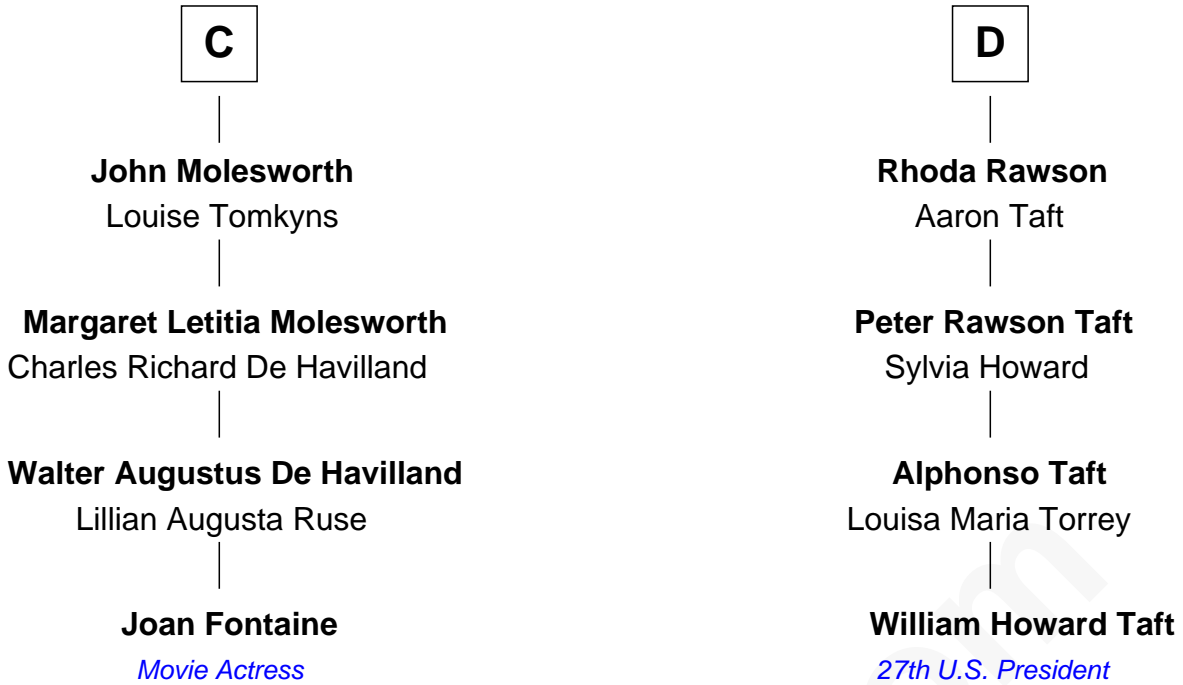 C
John Molesworth
Louise Tomkyns
Margaret Letitia Molesworth
Charles Richard De Havilland
Walter Augustus De Havilland
Lillian Augusta Ruse
Joan Fontaine
Movie Actress
D
Rhoda Rawson
Aaron Taft
Peter Rawson Taft
Sylvia Howard
Alphonso Taft
Louisa Maria Torrey
William Howard Taft
27th U.S. President